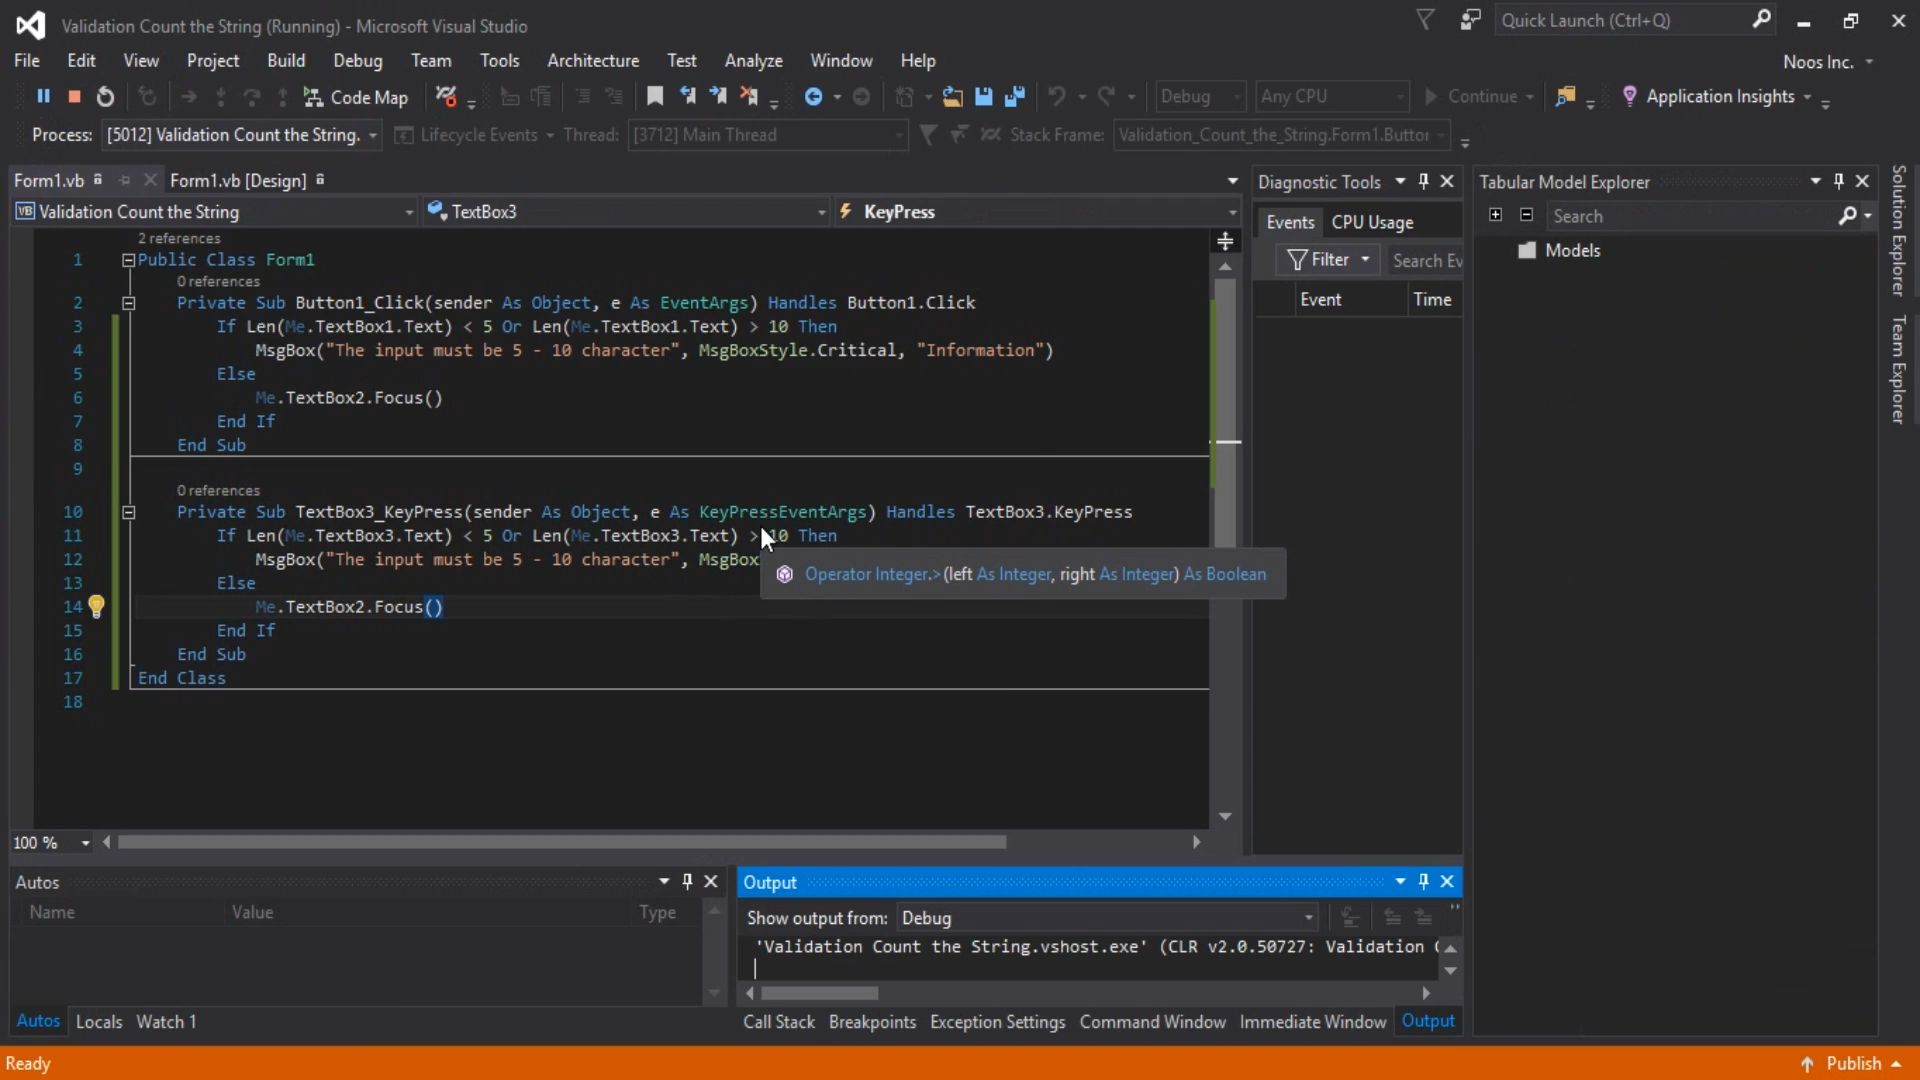 Validation Count the String (Running) - Microsoft Visual Studio
Quick Launch (Ctrl+Q)
File Edit View Project Build Debug Team Tools Architecture Test Analyze Window Help
Noos Inc.
Code Map
Debug Any CPU Continue Application Insights
Process: [5012] Validation Count the String. Lifecycle Events Thread: [3712] Main Thread Stack Frame: Validation_Count_the_String.Form1.Buttor
Form1.vb Form1.vb [Design]
VB Validation Count the String TextBox3 KeyPress
2 references
1 Public Class Form1
0 references
2 Private Sub Button1_Click(sender As Object, e As EventArgs) Handles Button1.Click
3 If Len(Me.TextBox1.Text) < 5 Or Len(Me.TextBox1.Text) > 10 Then
4 MsgBox("The input must be 5 - 10 character", MsgBoxStyle.Critical, "Information")
5 Else
6 Me.TextBox2.Focus()
7 End If
8 End Sub
9
0 references
10 Private Sub TextBox3_KeyPress(sender As Object, e As KeyPressEventArgs) Handles TextBox3.KeyPress
11 If Len(Me.TextBox3.Text) < 5 Or Len(Me.TextBox3.Text) > 10 Then
12 MsgBox("The input must be 5 - 10 character", MsgBox
Operator Integer.>(left As Integer, right As Integer) As Boolean
13 Else
14 Me.TextBox2.Focus()
15 End If
16 End Sub
17 End Class
18
100 %
Diagnostic Tools
Events CPU Usage
Filter Search Ev
Event Time
Tabular Model Explorer
Search
Models
Solution Explorer
Team Explorer
Autos
Name Value Type
Autos Locals Watch 1
Output
Show output from: Debug
'Validation Count the String.vshost.exe' (CLR v2.0.50727: Validation
Call Stack Breakpoints Exception Settings Command Window Immediate Window Output
Ready
Publish